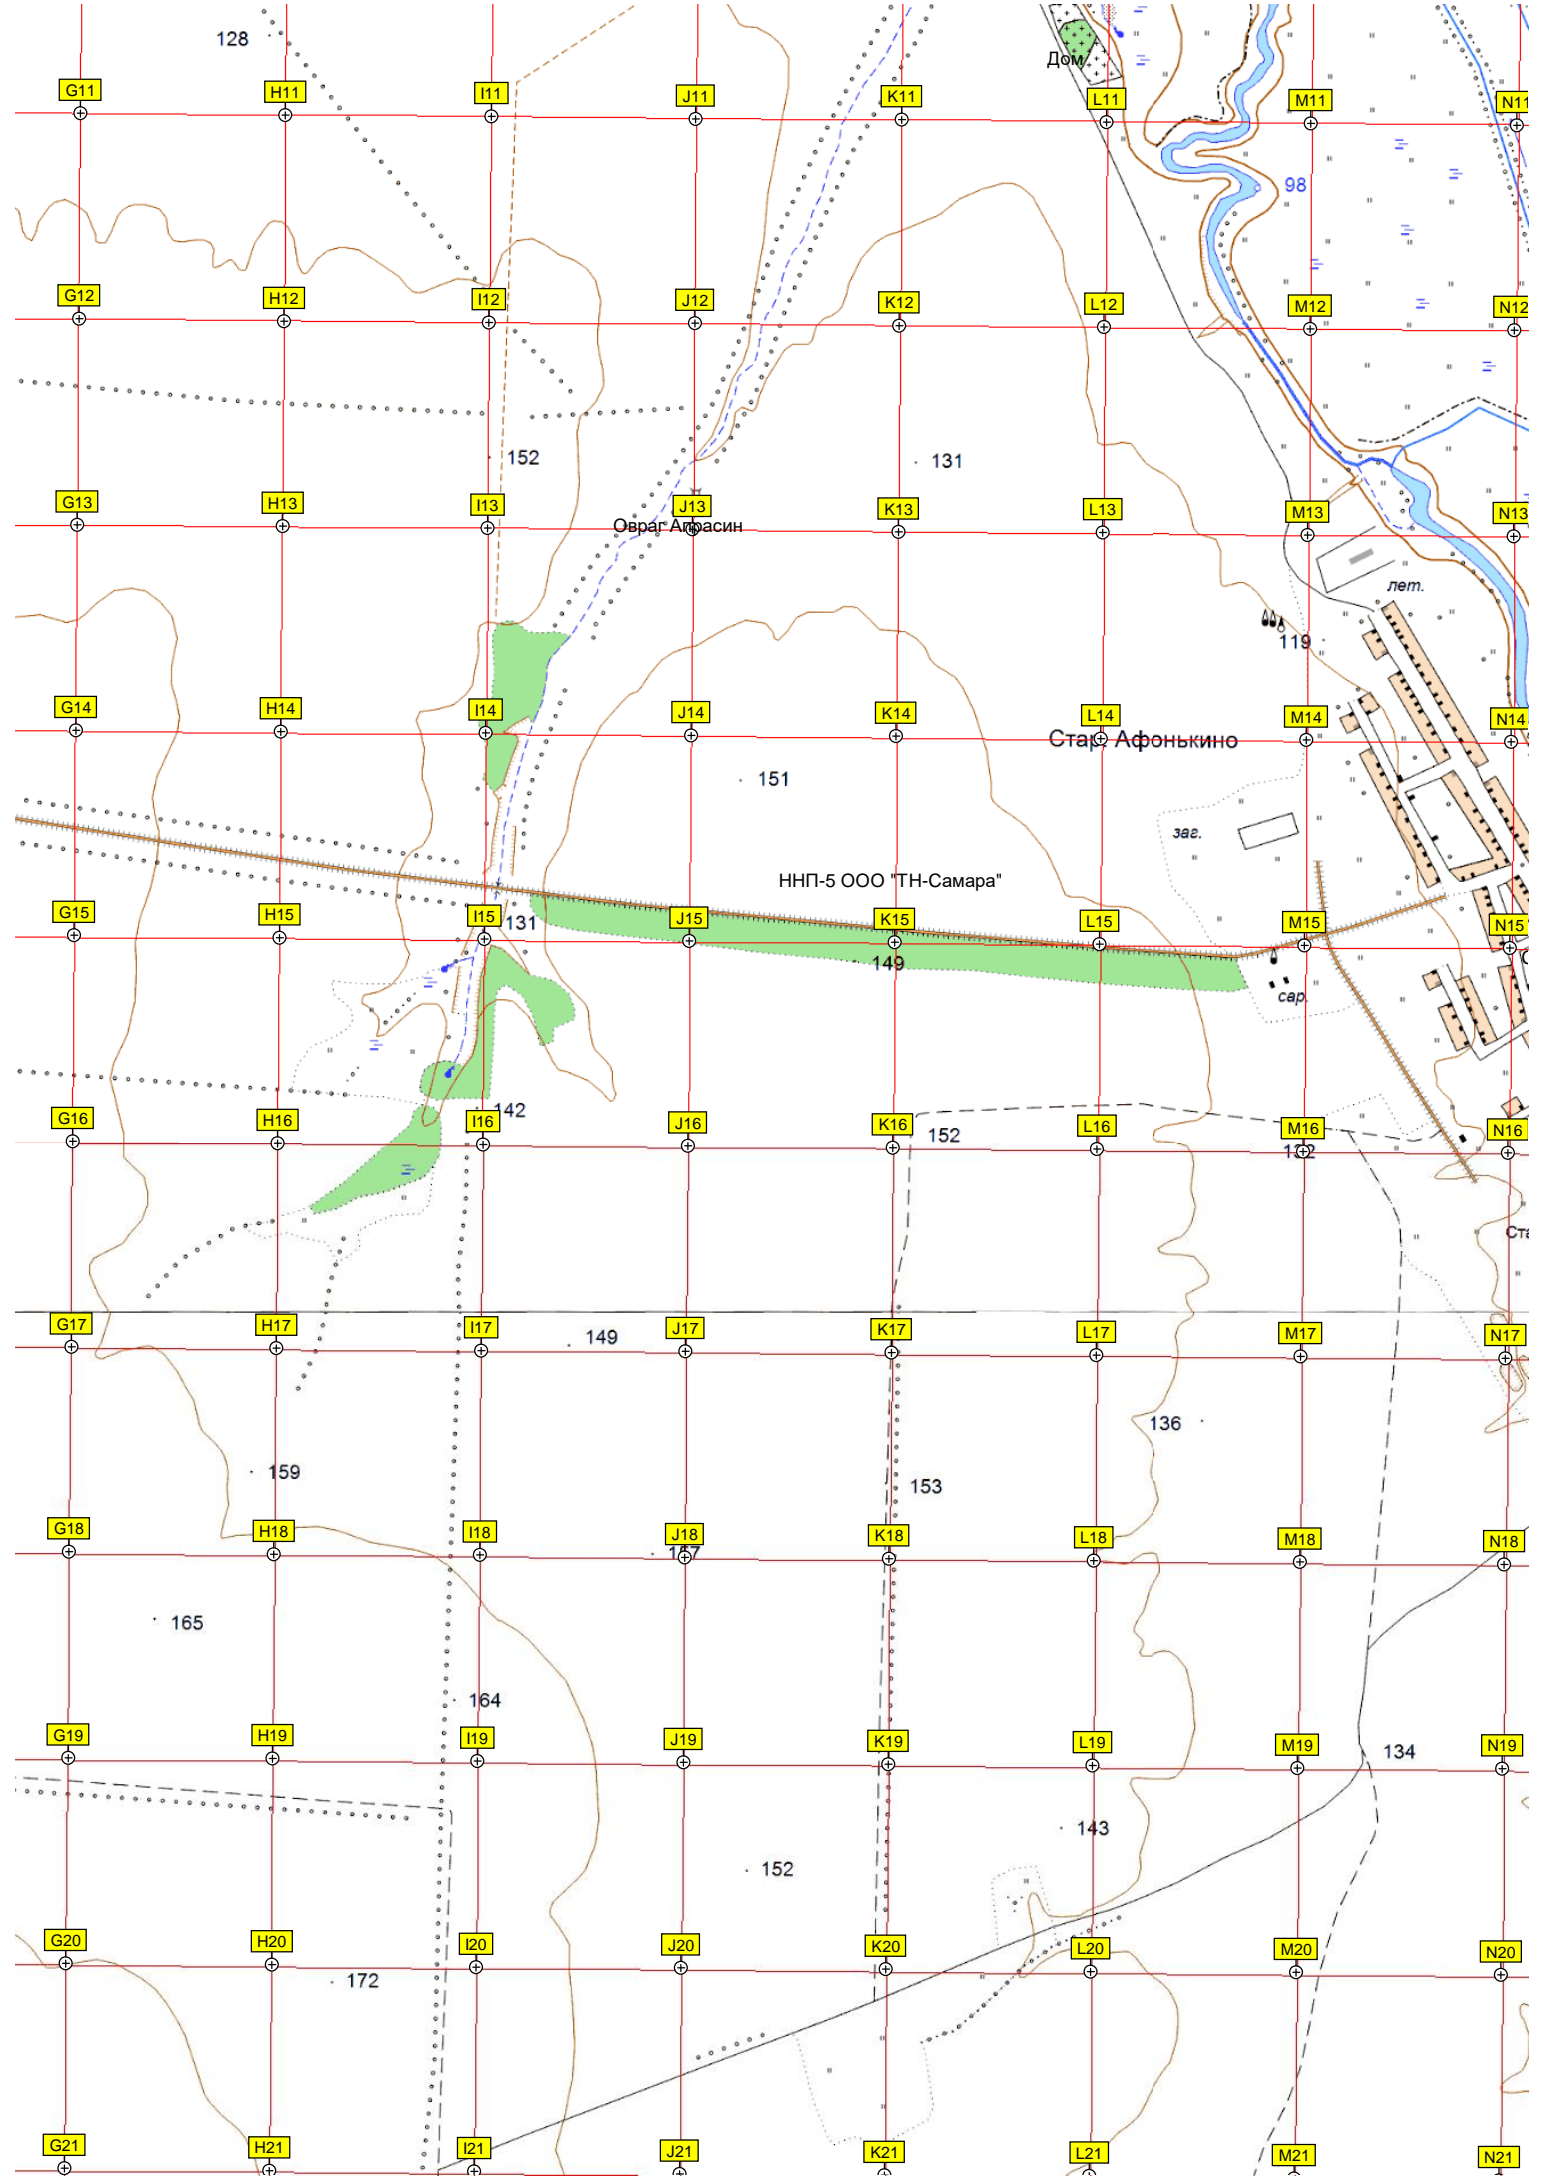 128
Дом
G11 H11 I11 J11 K11 L11 M11 N11
98
G12 H12 I12 J12 K12 L12 M12 N12
152 131
G13 H13 I13 J13 K13 L13 M13 N13
Овраг Апрасин
лет.
119
G14 H14 I14 J14 K14 L14 M14 N14
Стар. Афонькино
151
заг.
ННП-5 ООО "ТН-Самара"
G15 H15 I15 J15 K15 L15 M15 N15
131
149
сар.
142
G16 H16 I16 J16 K16 L16 M16 N16
152
132
Ста
G17 H17 I17 J17 K17 L17 M17 N17
149
136
159
153
G18 H18 I18 J18 K18 L18 M18 N18
157
165
164
G19 H19 I19 J19 K19 L19 M19 N19
134
143
152
G20 H20 I20 J20 K20 L20 M20 N20
172
G21 H21 I21 J21 K21 L21 M21 N21